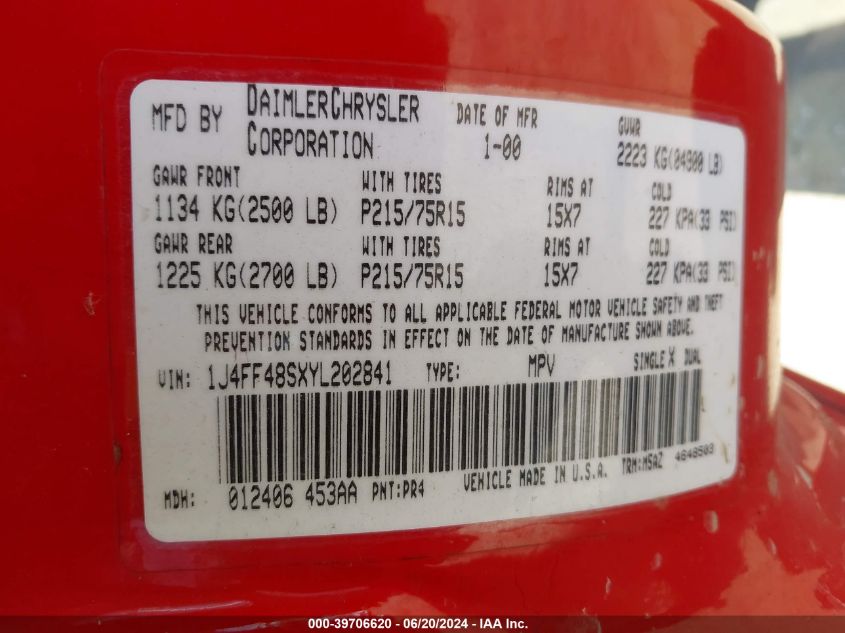 MFD BY DAIMLERCHRYSLER CORPORATION DATE OF MFR 1-00 GVWR 2223 KG(04900 LB)
GAWR FRONT WITH TIRES RIMS AT COLD
1134 KG(2500 LB) P215/75R15 15X7 227 KPA(33 PSI)
GAWR REAR WITH TIRES RIMS AT COLD
1225 KG(2700 LB) P215/75R15 15X7 227 KPA(33 PSI)
THIS VEHICLE CONFORMS TO ALL APPLICABLE FEDERAL MOTOR VEHICLE SAFETY AND THEFT
PREVENTION STANDARDS IN EFFECT ON THE DATE OF MANUFACTURE SHOWN ABOVE.
VIN: 1J4FF48SXYL202841 TYPE: MPV SINGLE X DUAL
MDH: 012406 453AA PNT:PR4 VEHICLE MADE IN U.S.A. TRM:MSAZ 4648503
000-39706620 / 06/20/2024 - IAA Inc.